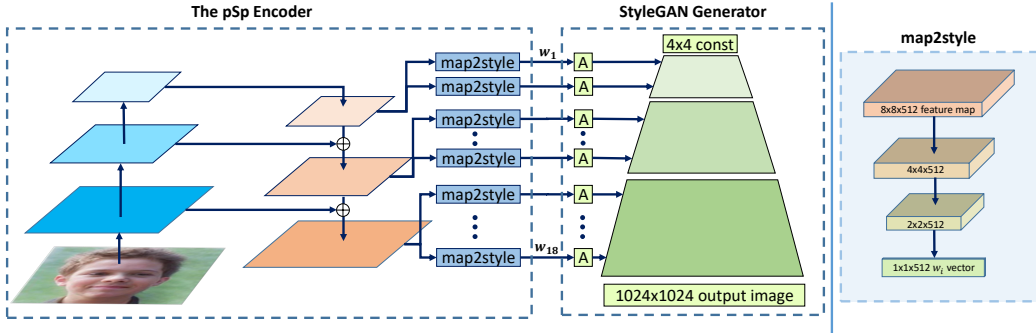 The pSp Encoder
StyleGAN Generator
map2style
4x4 const
map2style
w₁
A
map2style
A
map2style
A
map2style
A
map2style
A
map2style
w₁₈
A
1024x1024 output image
8x8x512 feature map
4x4x512
2x2x512
1x1x512 wᵢ vector